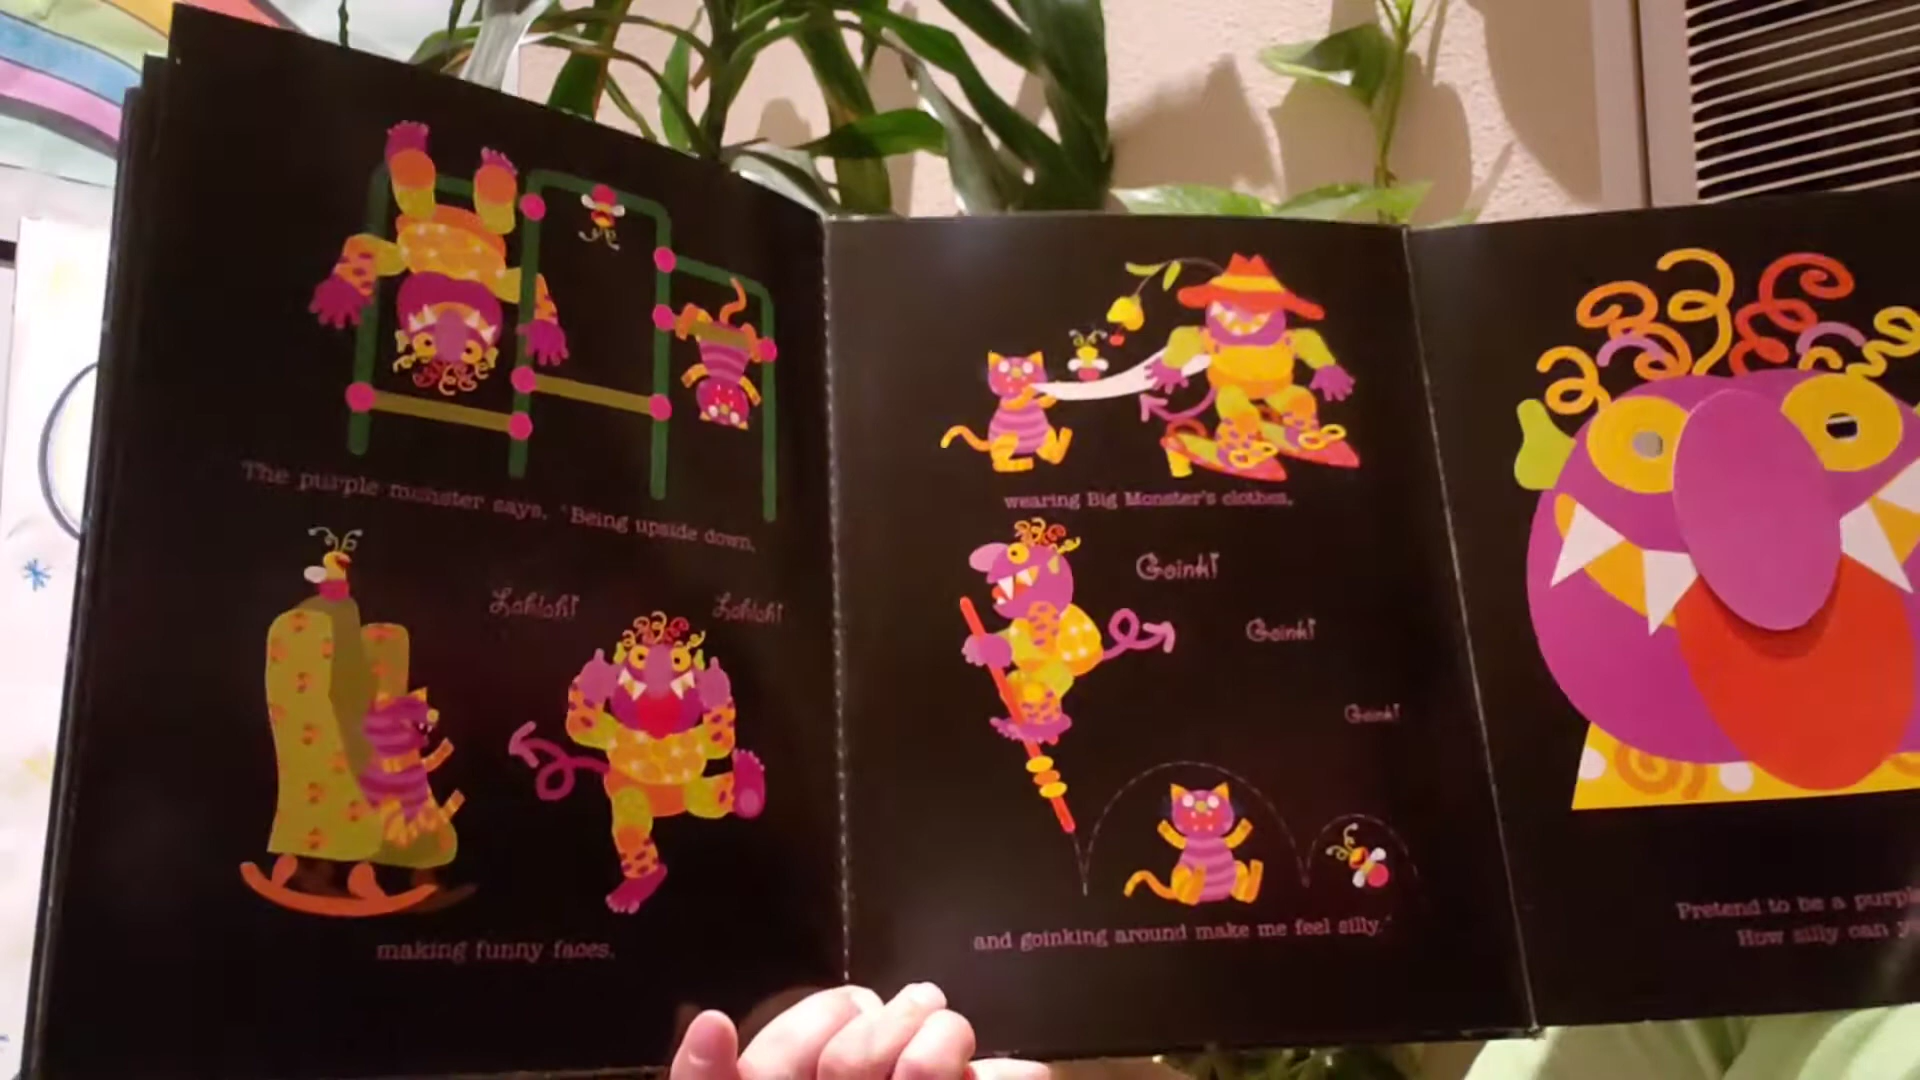 The purple monster says, 'Being upside down,
Lahlah! Lahlah!
making funny faces,
wearing Big Monster's clothes,
Goink!
Goink!
Goink!
and goinking around make me feel silly.'
Pretend to be a purple
How silly can